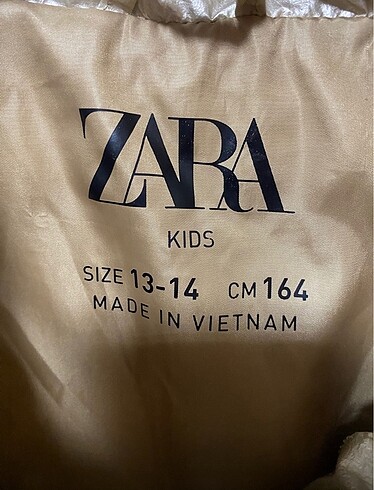 ZARA
KIDS
SIZE 13-14 CM 164
MADE IN VIETNAM